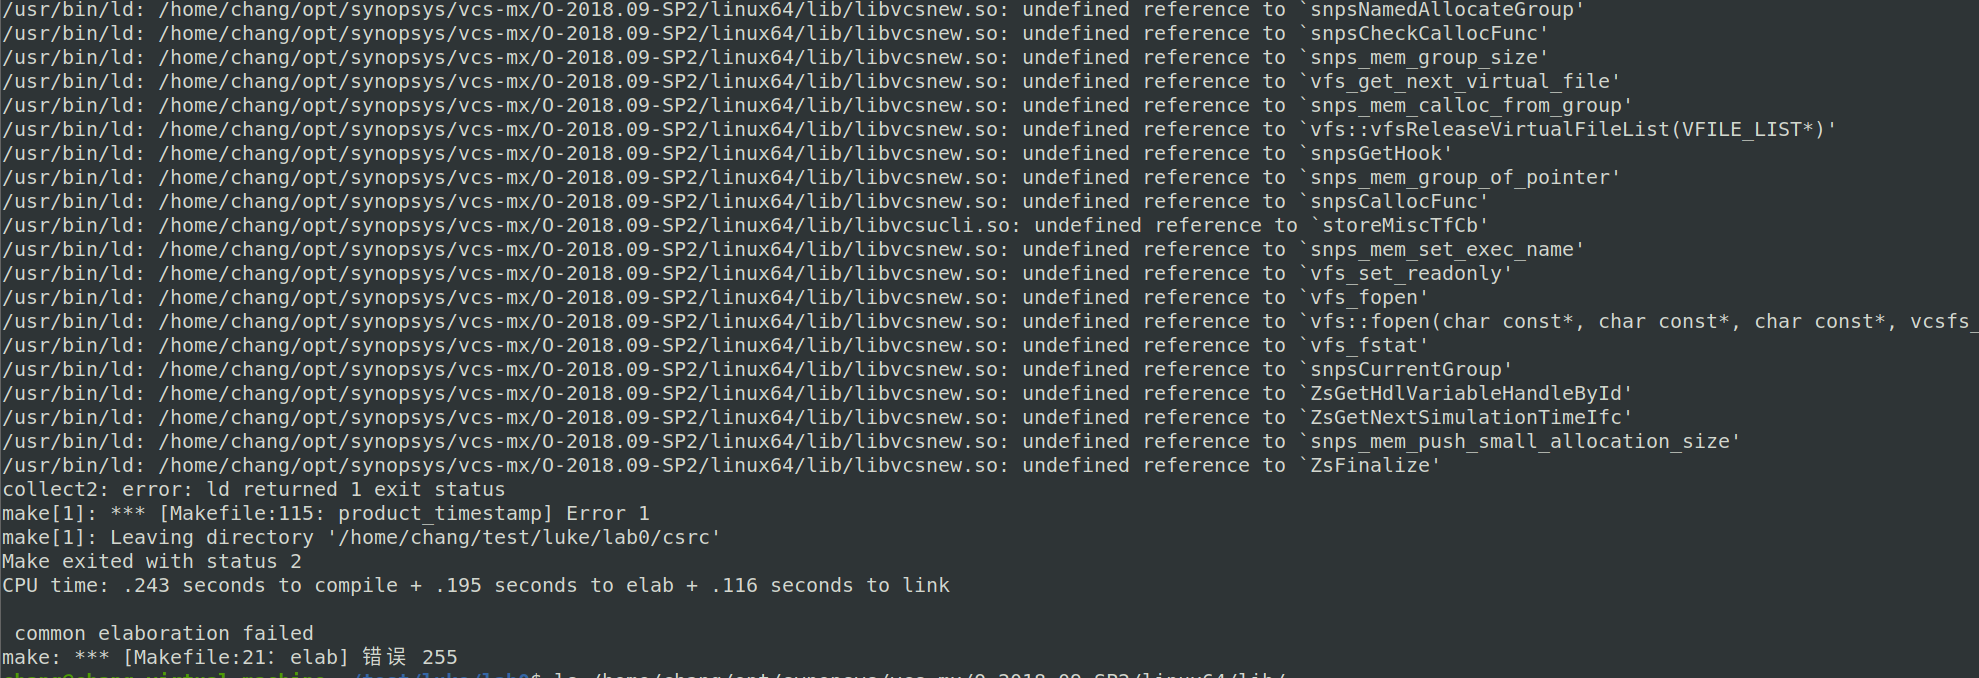 /usr/bin/ld: /home/chang/opt/synopsys/vcs-mx/O-2018.09-SP2/linux64/lib/libvcsnew.so: undefined reference to `snpsNamedAllocateGroup'
/usr/bin/ld: /home/chang/opt/synopsys/vcs-mx/O-2018.09-SP2/linux64/lib/libvcsnew.so: undefined reference to `snpsCheckCallocFunc'
/usr/bin/ld: /home/chang/opt/synopsys/vcs-mx/O-2018.09-SP2/linux64/lib/libvcsnew.so: undefined reference to `snps_mem_group_size'
/usr/bin/ld: /home/chang/opt/synopsys/vcs-mx/O-2018.09-SP2/linux64/lib/libvcsnew.so: undefined reference to `vfs_get_next_virtual_file'
/usr/bin/ld: /home/chang/opt/synopsys/vcs-mx/O-2018.09-SP2/linux64/lib/libvcsnew.so: undefined reference to `snps_mem_calloc_from_group'
/usr/bin/ld: /home/chang/opt/synopsys/vcs-mx/O-2018.09-SP2/linux64/lib/libvcsnew.so: undefined reference to `vfs::vfsReleaseVirtualFileList(VFILE_LIST*)'
/usr/bin/ld: /home/chang/opt/synopsys/vcs-mx/O-2018.09-SP2/linux64/lib/libvcsnew.so: undefined reference to `snpsGetHook'
/usr/bin/ld: /home/chang/opt/synopsys/vcs-mx/O-2018.09-SP2/linux64/lib/libvcsnew.so: undefined reference to `snps_mem_group_of_pointer'
/usr/bin/ld: /home/chang/opt/synopsys/vcs-mx/O-2018.09-SP2/linux64/lib/libvcsnew.so: undefined reference to `snpsCallocFunc'
/usr/bin/ld: /home/chang/opt/synopsys/vcs-mx/O-2018.09-SP2/linux64/lib/libvcsucli.so: undefined reference to `storeMiscTfCb'
/usr/bin/ld: /home/chang/opt/synopsys/vcs-mx/O-2018.09-SP2/linux64/lib/libvcsnew.so: undefined reference to `snps_mem_set_exec_name'
/usr/bin/ld: /home/chang/opt/synopsys/vcs-mx/O-2018.09-SP2/linux64/lib/libvcsnew.so: undefined reference to `vfs_set_readonly'
/usr/bin/ld: /home/chang/opt/synopsys/vcs-mx/O-2018.09-SP2/linux64/lib/libvcsnew.so: undefined reference to `vfs_fopen'
/usr/bin/ld: /home/chang/opt/synopsys/vcs-mx/O-2018.09-SP2/linux64/lib/libvcsnew.so: undefined reference to `vfs::fopen(char const*, char const*, char const*, vcsfs_
/usr/bin/ld: /home/chang/opt/synopsys/vcs-mx/O-2018.09-SP2/linux64/lib/libvcsnew.so: undefined reference to `vfs_fstat'
/usr/bin/ld: /home/chang/opt/synopsys/vcs-mx/O-2018.09-SP2/linux64/lib/libvcsnew.so: undefined reference to `snpsCurrentGroup'
/usr/bin/ld: /home/chang/opt/synopsys/vcs-mx/O-2018.09-SP2/linux64/lib/libvcsnew.so: undefined reference to `ZsGetHdlVariableHandleById'
/usr/bin/ld: /home/chang/opt/synopsys/vcs-mx/O-2018.09-SP2/linux64/lib/libvcsnew.so: undefined reference to `ZsGetNextSimulationTimeIfc'
/usr/bin/ld: /home/chang/opt/synopsys/vcs-mx/O-2018.09-SP2/linux64/lib/libvcsnew.so: undefined reference to `snps_mem_push_small_allocation_size'
/usr/bin/ld: /home/chang/opt/synopsys/vcs-mx/O-2018.09-SP2/linux64/lib/libvcsnew.so: undefined reference to `ZsFinalize'
collect2: error: ld returned 1 exit status
make[1]: *** [Makefile:115: product_timestamp] Error 1
make[1]: Leaving directory '/home/chang/test/luke/lab0/csrc'
Make exited with status 2
CPU time: .243 seconds to compile + .195 seconds to elab + .116 seconds to link
common elaboration failed
make: *** [Makefile:21：elab] 错误 255